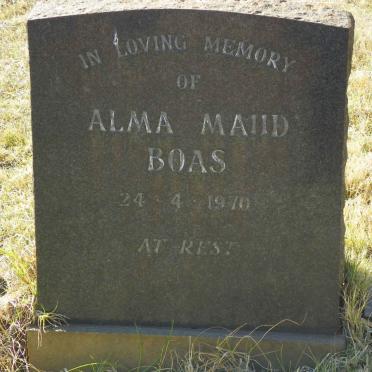 IN LOVING MEMORY
OF
ALMA MAUD
BOAS
24 · 4 · 1970
AT REST